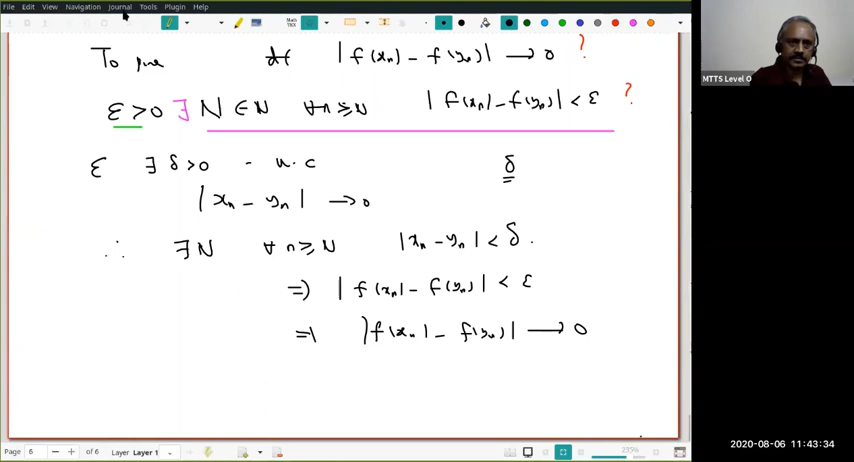 File Edit View Navigation Journal Tools Plugin Help
To prove |f(xₙ) - f(yₙ)| → 0 ?
ε > 0 ∃ N ∈ N ∀ n ≥ N |f(xₙ) - f(yₙ)| < ε ?
ε ∃ δ > 0 - u.c δ
|xₙ - yₙ| → 0
∴ ∃ N ∀ n ≥ N |xₙ - yₙ| < δ.
⇒ |f(xₙ) - f(yₙ)| < ε
⇒ |f(xₙ) - f(yₙ)| → 0
MTTS Level O
Page 6 of 6 Layer Layer 1 235%
2020-08-06 11:43:34